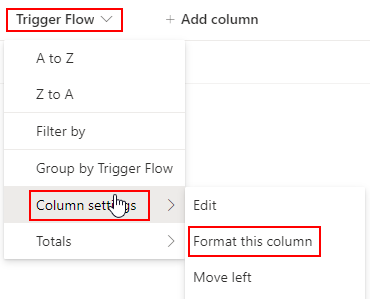 Trigger Flow
+ Add column
A to Z
Z to A
Filter by
Group by Trigger Flow
Column settings
Edit
Format this column
Totals
Move left